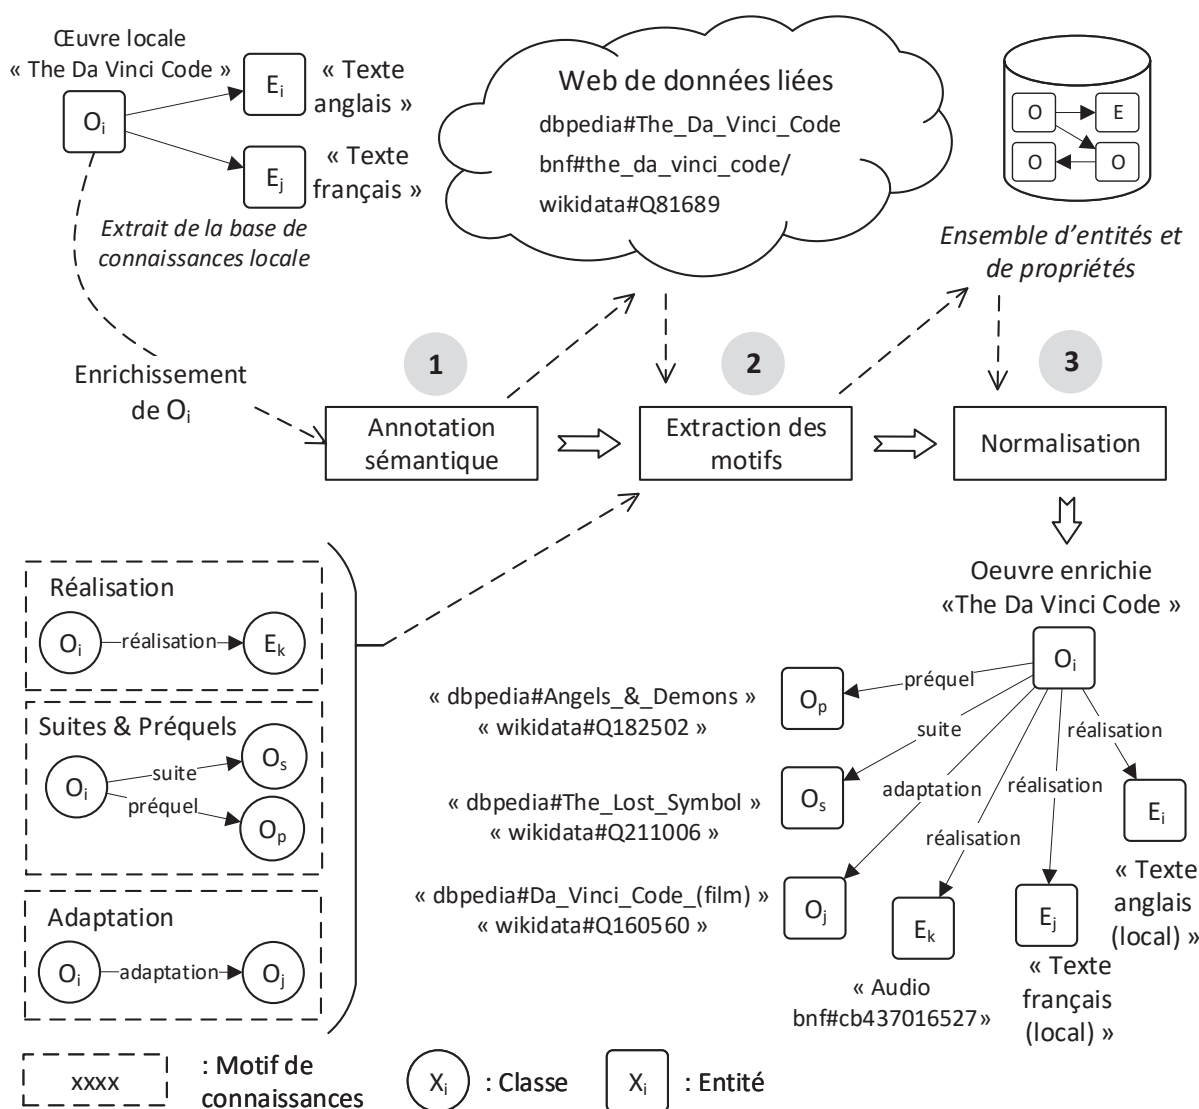 Œuvre locale
« The Da Vinci Code »
Oi
Ei
« Texte
anglais »
Ej
« Texte
français »
Extrait de la base de
connaissances locale
Web de données liées
dbpedia#The_Da_Vinci_Code
bnf#the_da_vinci_code/
wikidata#Q81689
O
E
O
O
Ensemble d’entités et
de propriétés
Enrichissement
de Oi
1
Annotation
sémantique
2
Extraction des
motifs
3
Normalisation
Réalisation
Oi
réalisation
Ek
Suites & Préquels
Oi
suite
Os
préquel
Op
Adaptation
Oi
adaptation
Oj
Oeuvre enrichie
«The Da Vinci Code »
Oi
préquel
Op
« dbpedia#Angels_&_Demons »
« wikidata#Q182502 »
suite
Os
« dbpedia#The_Lost_Symbol »
« wikidata#Q211006 »
adaptation
Oj
« dbpedia#Da_Vinci_Code_(film) »
« wikidata#Q160560 »
réalisation
Ek
« Audio
bnf#cb437016527»
réalisation
Ej
« Texte
français
(local) »
réalisation
Ei
« Texte
anglais
(local) »
xxxx
: Motif de
connaissances
Xi
: Classe
Xi
: Entité